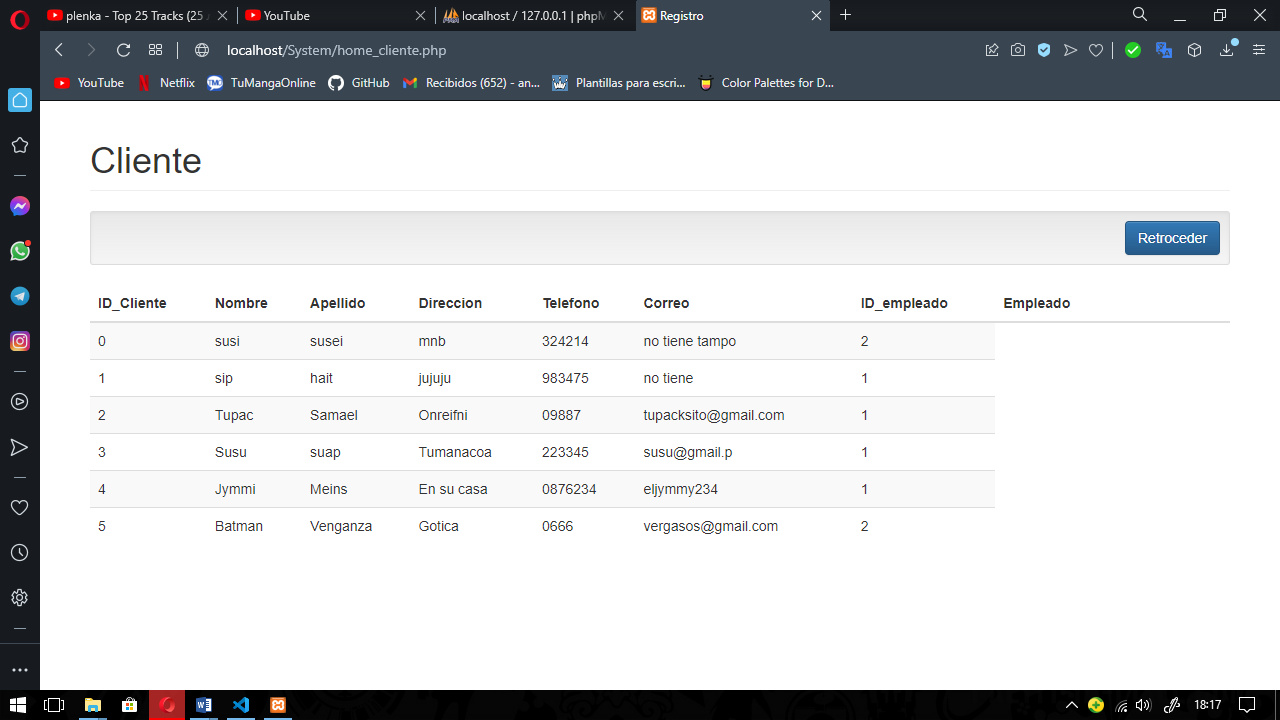 plenka - Top 25 Tracks (25
YouTube
localhost / 127.0.0.1 | phpM
Registro
localhost/System/home_cliente.php
YouTube
Netflix
TuMangaOnline
GitHub
Recibidos (652) - an...
Plantillas para escri...
Color Palettes for D...
Cliente
Retroceder
ID_Cliente Nombre Apellido Direccion Telefono Correo ID_empleado Empleado
0 susi susei mnb 324214 no tiene tampo 2
1 sip hait jujuju 983475 no tiene 1
2 Tupac Samael Onreifni 09887 tupacksito@gmail.com 1
3 Susu suap Tumanacoa 223345 susu@gmail.p 1
4 Jymmi Meins En su casa 0876234 eljymmy234 1
5 Batman Venganza Gotica 0666 vergasos@gmail.com 2
18:17